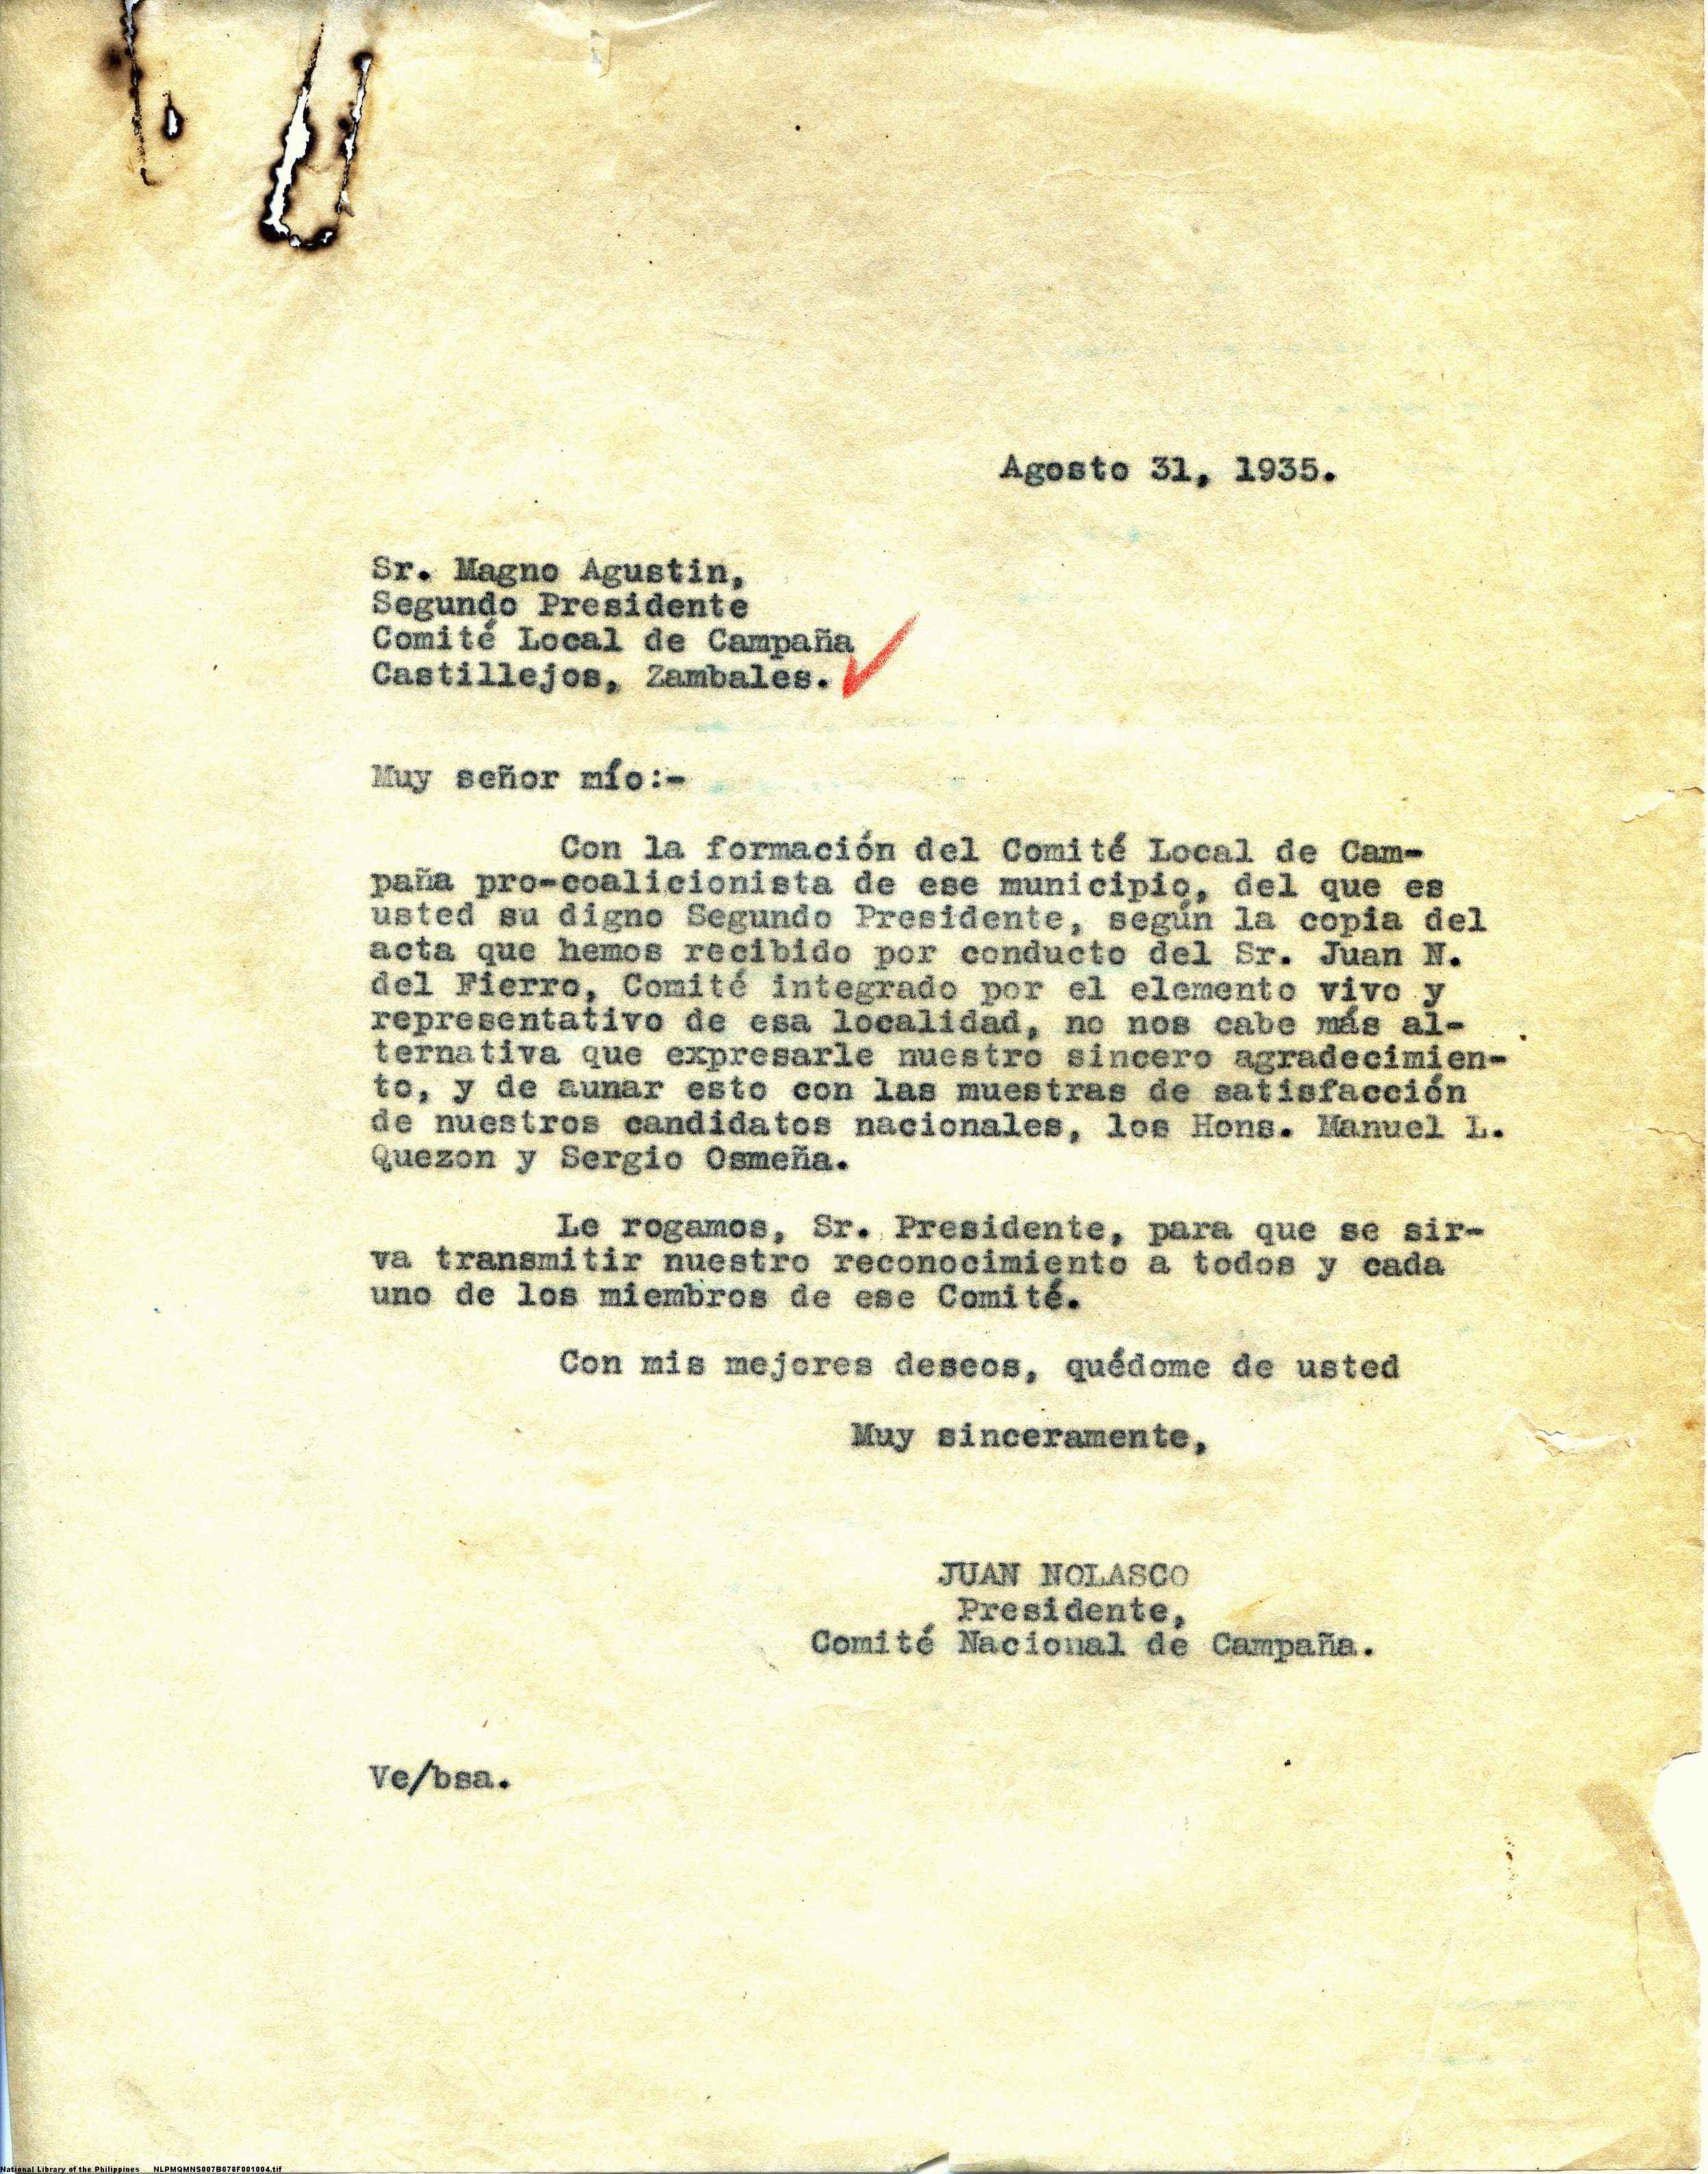 Agosto 31, 1935.
Sr. Magno Agustin,
Segundo Presidente
Comité Local de Campaña
Castillejos, Zambales.
Muy señor mío:-
Con la formación del Comité Local de Cam-
paña pro-coalicionista de ese municipio, del que es
usted su digno Segundo Presidente, según la copia del
acta que hemos recibido por conducto del Sr. Juan N.
del Fierro, Comité integrado por el elemento vivo y
representativo de esa localidad, no nos cabe más al-
ternativa que expresarle nuestro sincero agradecimien-
to, y de aunar esto con las muestras de satisfacción
de nuestros candidatos nacionales, los Hons. Manuel L.
Quezon y Sergio Osmeña.
Le rogamos, Sr. Presidente, para que se sir-
va transmitir nuestro reconocimiento a todos y cada
uno de los miembros de ese Comité.
Con mis mejores deseos, quédome de usted
Muy sinceramente,
JUAN NOLASCO
Presidente,
Comité Nacional de Campaña.
Ve/bsa.
National Library of the Philippines NLPMQMNS007B078F001004.tif